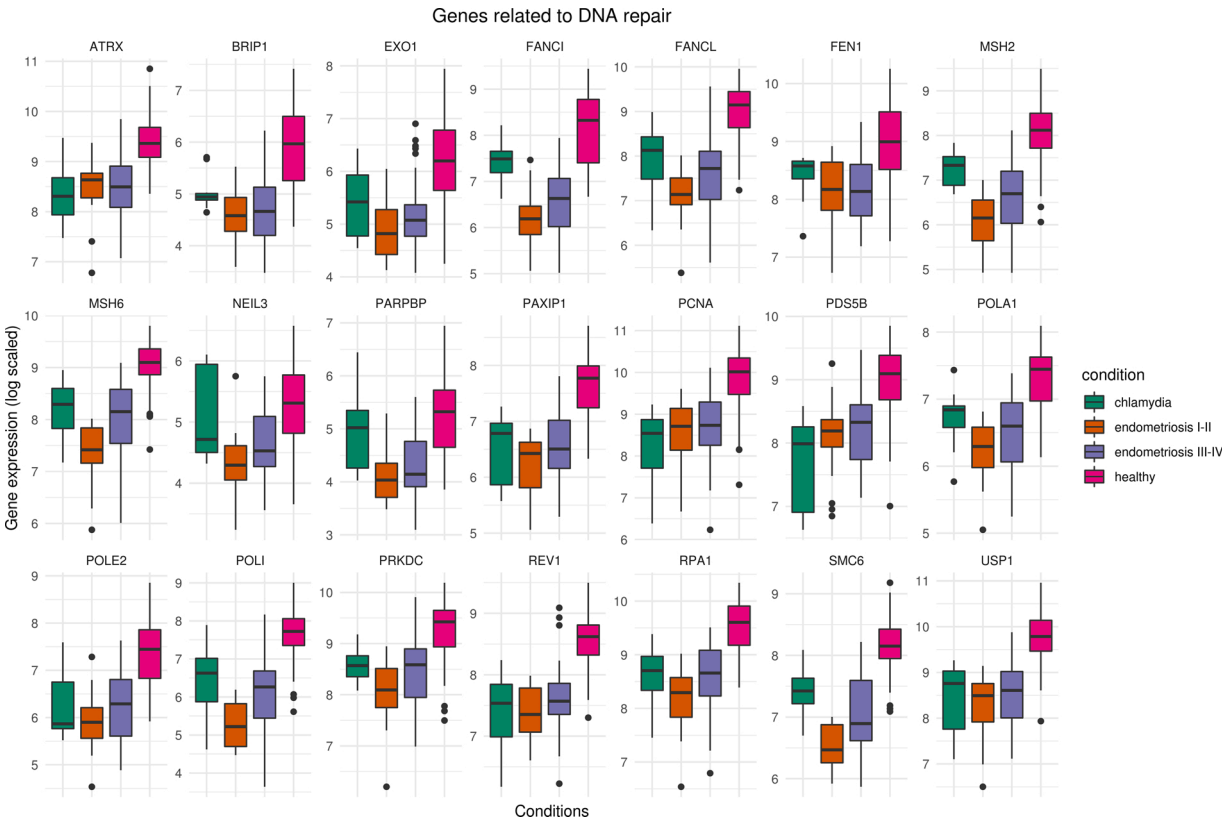 Genes related to DNA repair
ATRX BRIP1 EXO1 FANCI FANCL FEN1 MSH2
11 10 9 8 7
7 6 5 4
8 7 6 5 4
9 8 7 6 5
10 9 8 7 6
10 9 8 7
9 8 7 6 5
MSH6 NEIL3 PARPBP PAXIP1 PCNA PDS5B POLA1
10 9 8 7 6
6 5 4
7 6 5 4 3
8 7 6 5
11 10 9 8 7 6
10 9 8 7
8 7 6 5
POLE2 POLI PRKDC REV1 RPA1 SMC6 USP1
9 8 7 6 5
9 8 7 6 5 4
10 9 8 7
9 8 7
10 9 8 7
9 8 7 6
11 10 9 8 7
Gene expression (log scaled)
Conditions
condition
chlamydia
endometriosis I-II
endometriosis III-IV
healthy